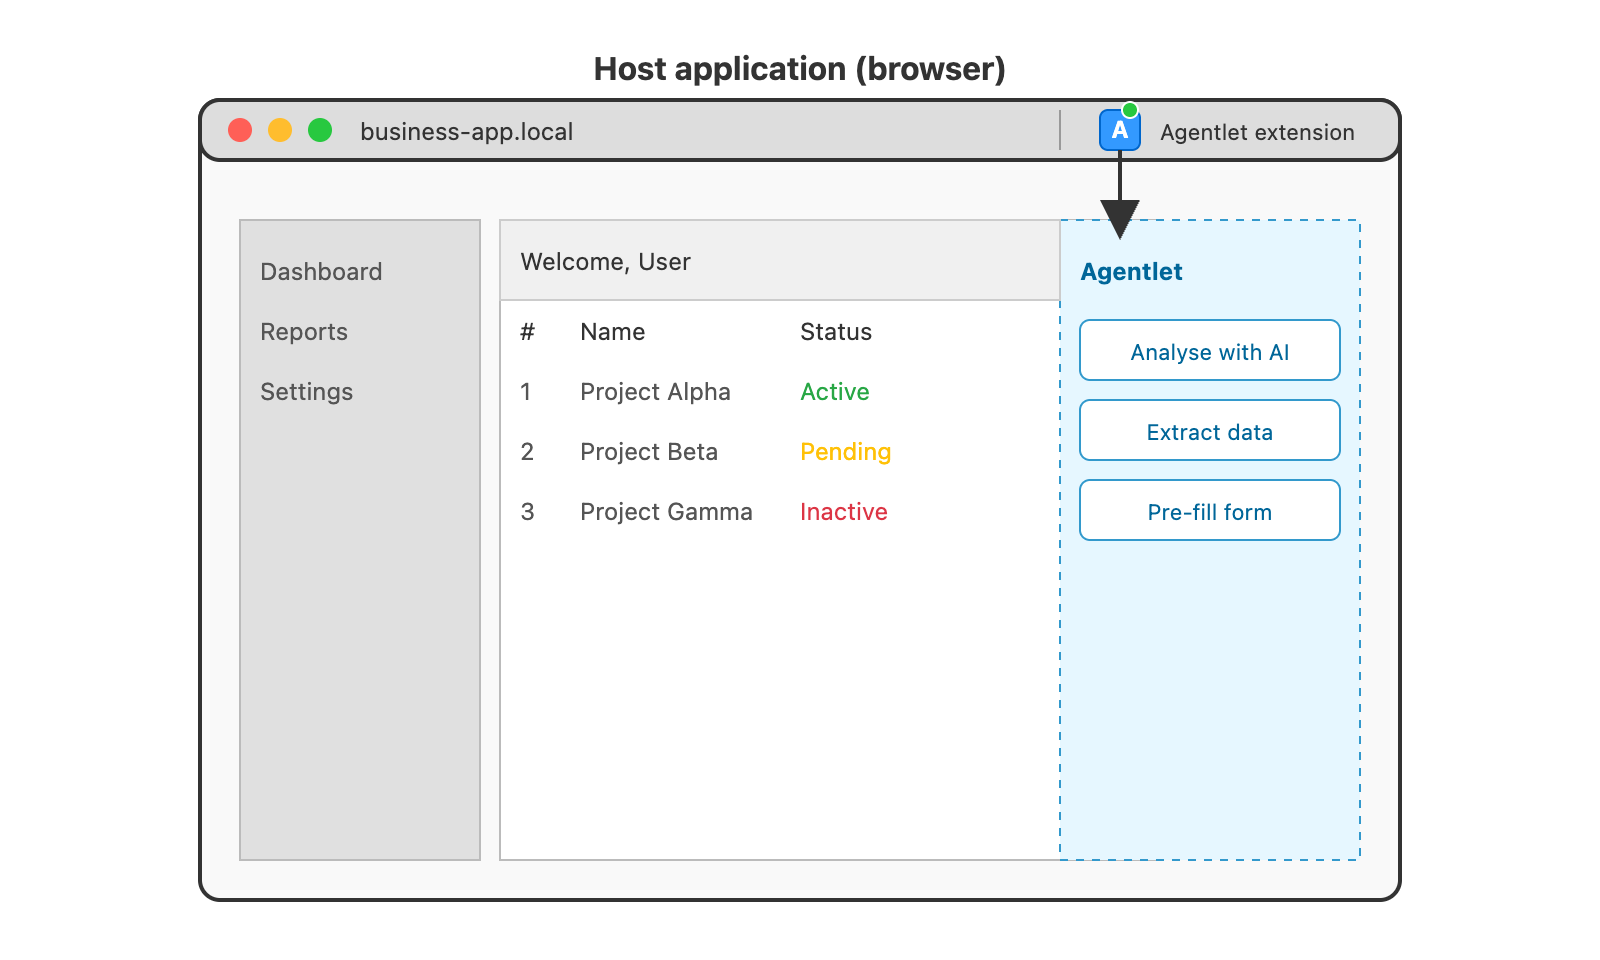 Host application (browser)
business-app.local
A
Agentlet extension
Dashboard
Reports
Settings
Welcome, User
# Name Status
1 Project Alpha Active
2 Project Beta Pending
3 Project Gamma Inactive
Agentlet
Analyse with AI
Extract data
Pre-fill form